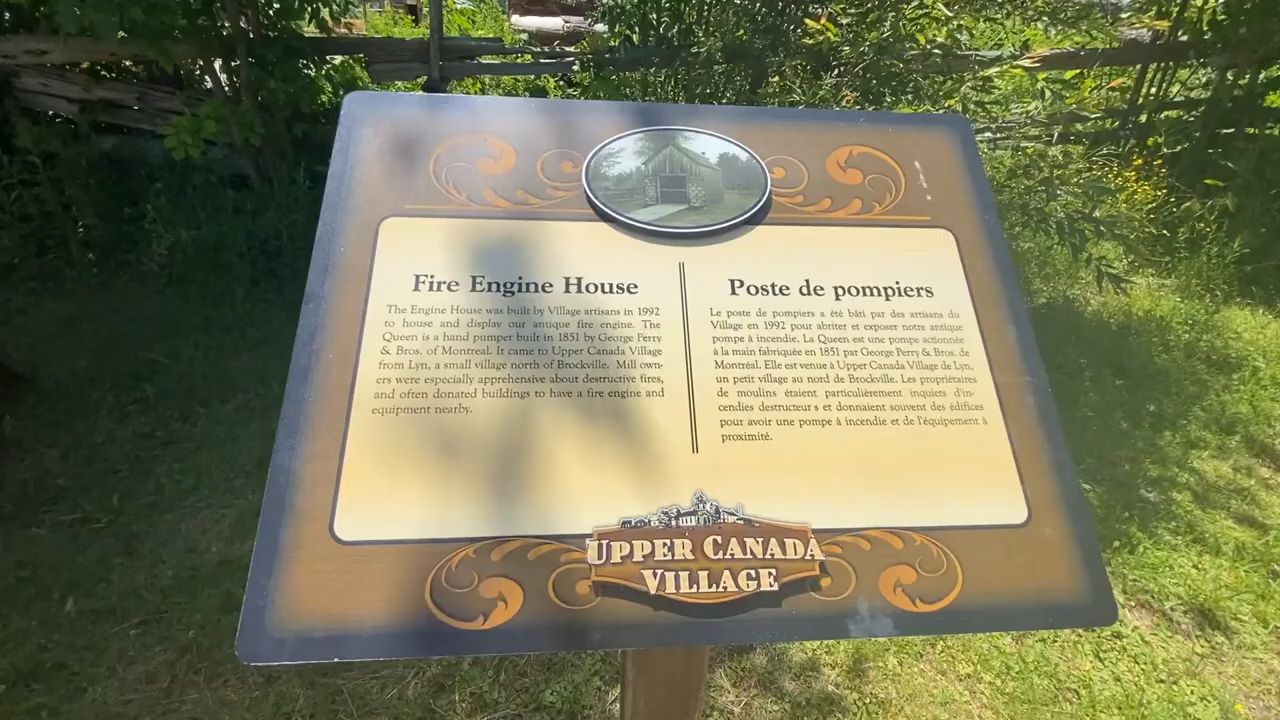 Fire Engine House
The Engine House was built by Village artisans in 1992
to house and display our antique fire engine. The
Queen is a hand pumper built in 1851 by George Perry
& Bros. of Montreal. It came to Upper Canada Village
from Lyn, a small village north of Brockville. Mill own-
ers were especially apprehensive about destructive fires,
and often donated buildings to have a fire engine and
equipment nearby.
Poste de pompiers
Le poste de pompiers a été bâti par des artisans du
Village en 1992 pour abriter et exposer notre antique
pompe à incendie. La Queen est une pompe actionnée
à la main fabriquée en 1851 par George Perry & Bros. de
Montréal. Elle est venue à Upper Canada Village de Lyn,
un petit village au nord de Brockville. Les propriétaires
de moulins étaient particulièrement inquiets d'in-
cendies destructeur s et donnaient souvent des édifices
pour avoir une pompe à incendie et de l'équipement à
proximité.
UPPER CANADA
VILLAGE